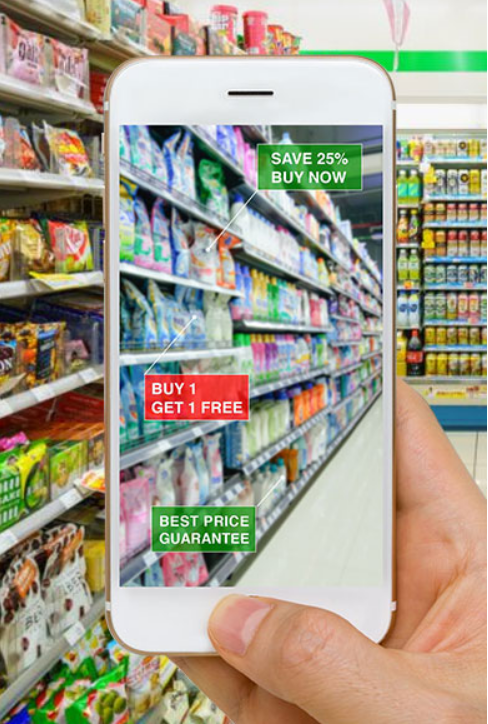 SAVE 25%
BUY NOW
BUY 1
GET 1 FREE
BEST PRICE
GUARANTEE